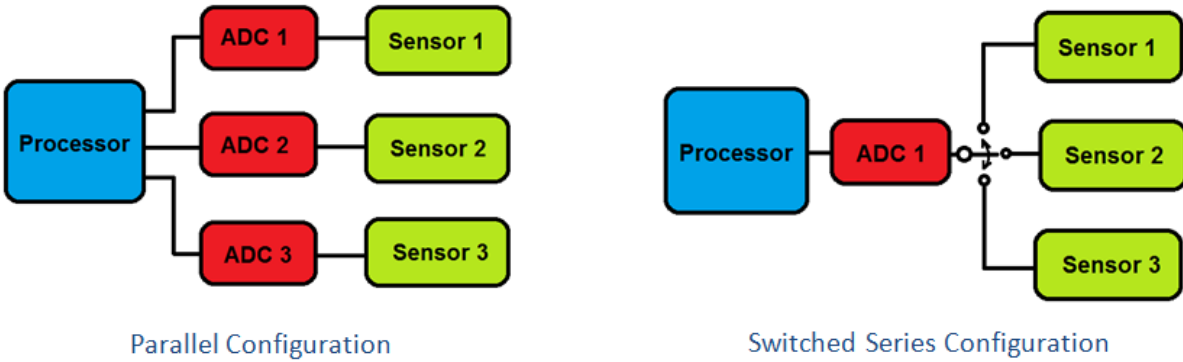 ADC 1
Sensor 1
Processor
ADC 2
Sensor 2
ADC 3
Sensor 3
Parallel Configuration
Sensor 1
Processor
ADC 1
Sensor 2
Sensor 3
Switched Series Configuration